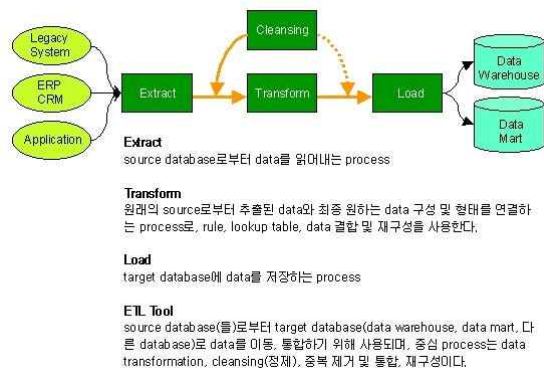 Cleansing
Legacy
System
ERP
CRM
Application
Extract
Transform
Load
Data
Warehouse
Data
Mart
Extract
source database로부터 data를 읽어내는 process
Transform
원래의 source로부터 추출된 data와 최종 원하는 data 구성 및 형태를 연결하
는 process로, rule, lookup table, data 결합 및 재구성을 사용한다.
Load
target database에 data를 저장하는 process
ETL Tool
source database(들)로부터 target database(data warehouse, data mart, 다
른 database)로 data를 이동, 통합하기 위해 사용되며, 중심 process는 data
transformation, cleansing(정제), 중복 제거 및 통합, 재구성이다.